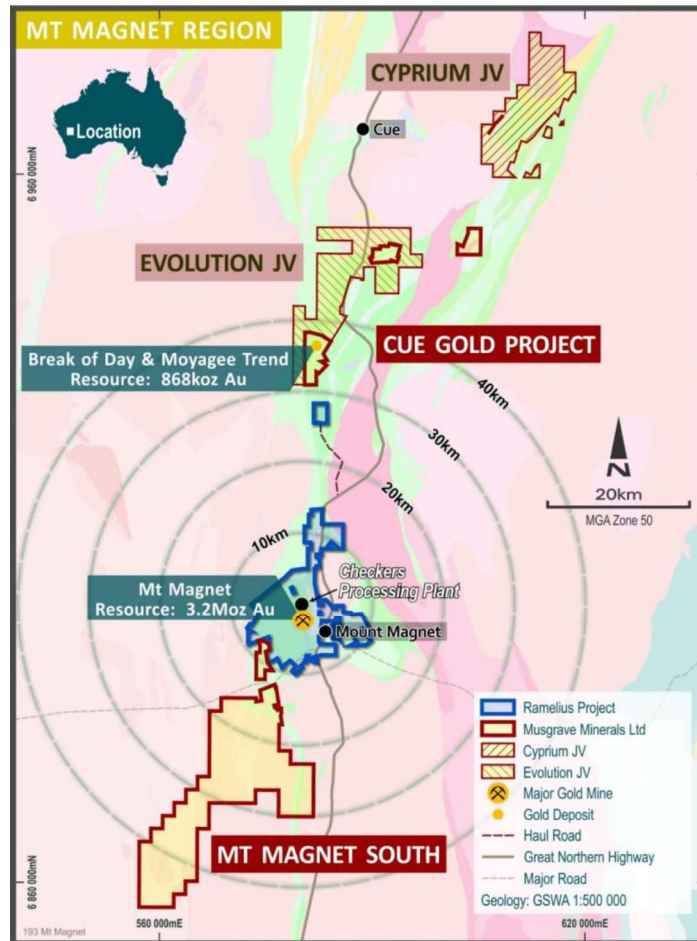 MT MAGNET REGION
CYPRIUM JV
Location
Cue
6 960 000mN
EVOLUTION JV
CUE GOLD PROJECT
Break of Day & Moyagee Trend
Resource: 868koz Au
40km
30km
20km
10km
N
20km
MGA Zone 50
Checkers
Processing Plant
Mt Magnet
Resource: 3.2Moz Au
Mount Magnet
Ramelius Project
Musgrave Minerals Ltd
Cyprium JV
Evolution JV
Major Gold Mine
Gold Deposit
Haul Road
Great Northern Highway
Major Road
Geology: GSWA 1:500 000
MT MAGNET SOUTH
6 860 000mN
193 Mt Magnet
560 000mE
620 000mE